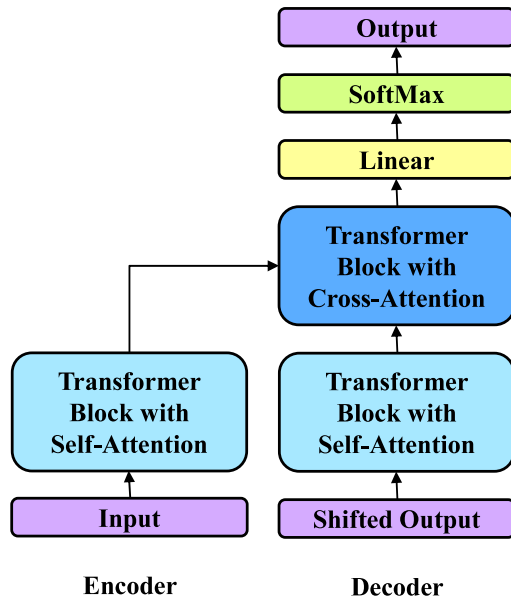 Output
SoftMax
Linear
Transformer
Block with
Cross-Attention
Transformer
Block with
Self-Attention
Transformer
Block with
Self-Attention
Input
Shifted Output
Encoder
Decoder